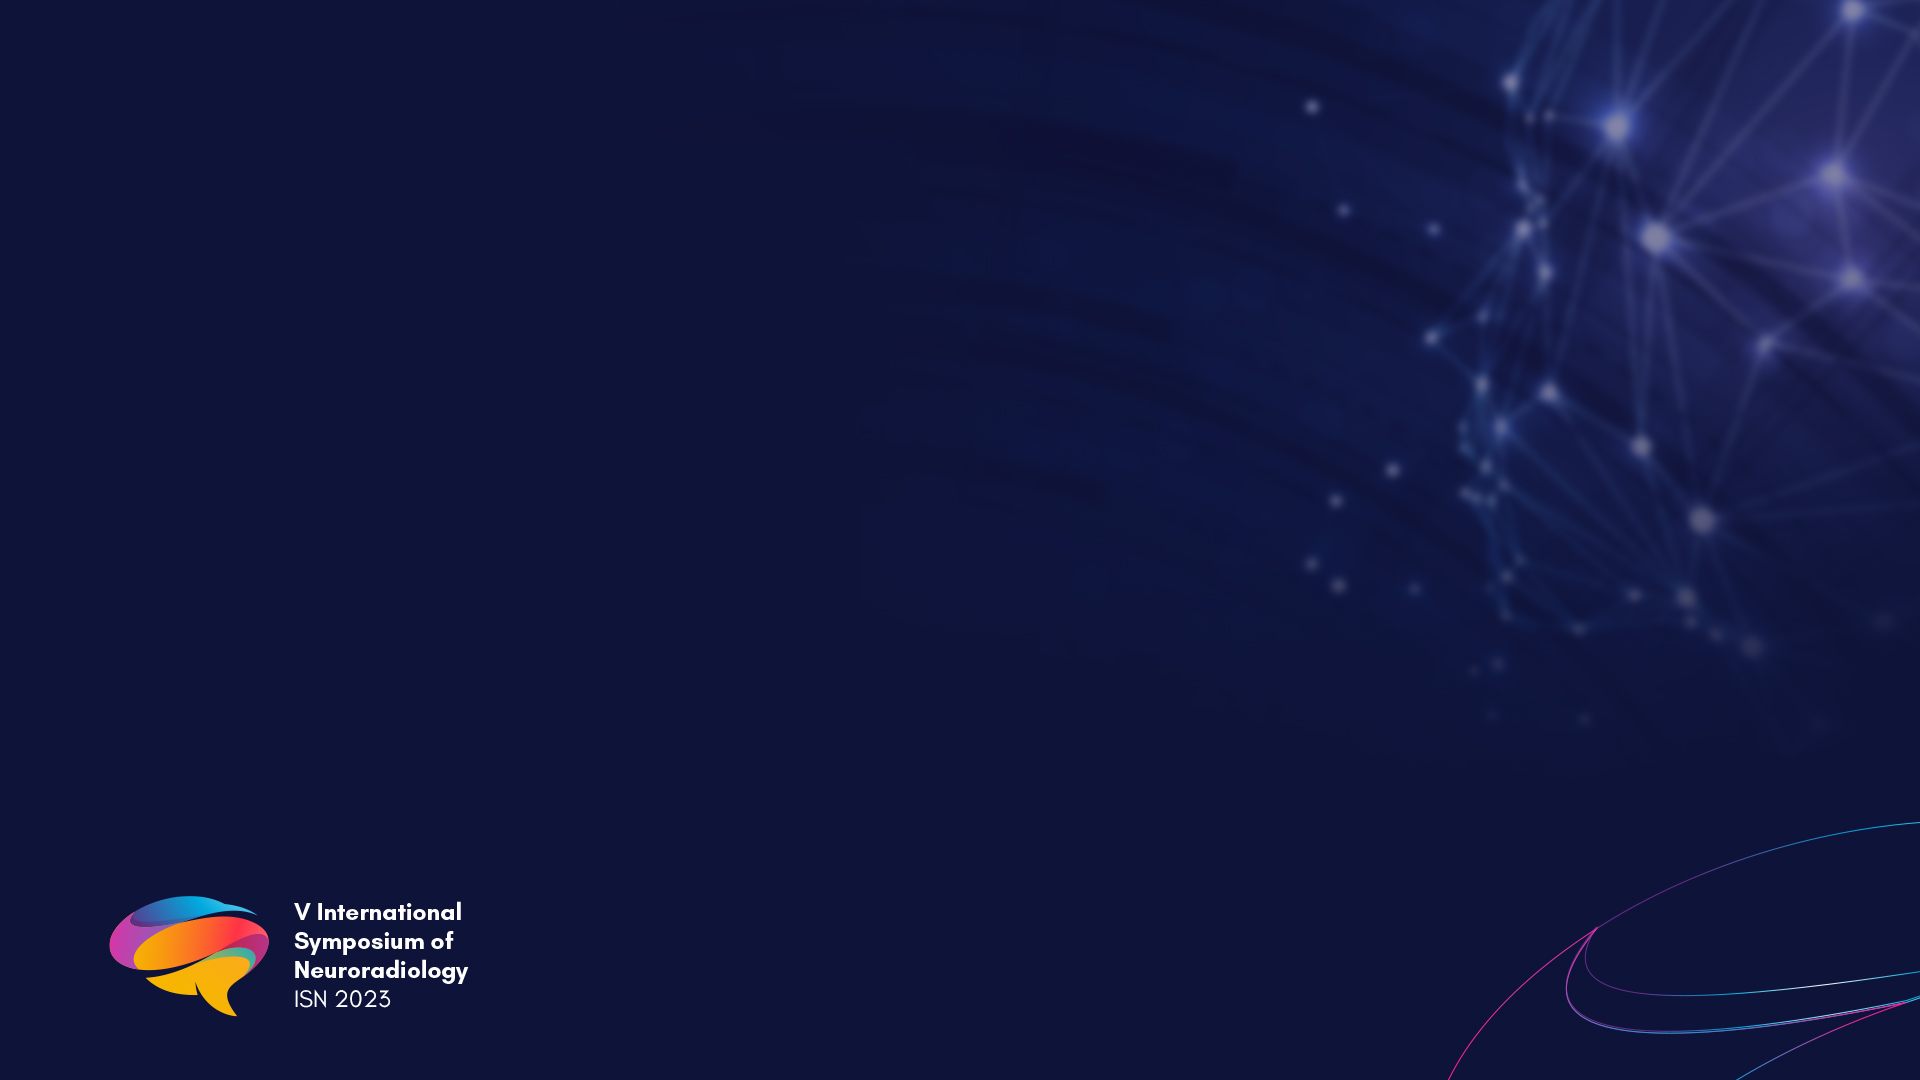 V International
Symposium of
Neuroradiology
ISN 2023